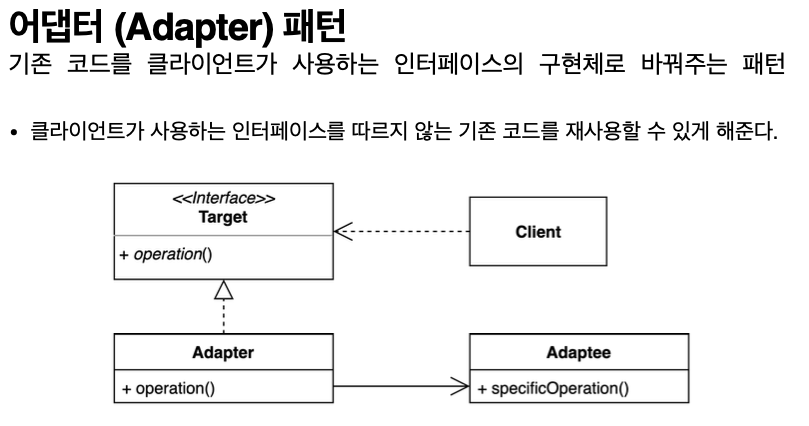 어댑터 (Adapter) 패턴
기존 코드를 클라이언트가 사용하는 인터페이스의 구현체로 바꿔주는 패턴
• 클라이언트가 사용하는 인터페이스를 따르지 않는 기존 코드를 재사용할 수 있게 해준다.
<<Interface>>
Target
+ operation()
Client
Adapter
+ operation()
Adaptee
+ specificOperation()